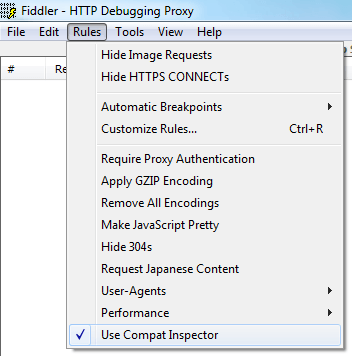 Fiddler - HTTP Debugging Proxy
File Edit Rules Tools View Help
# Re
Hide Image Requests
Hide HTTPS CONNECTs
Automatic Breakpoints
Customize Rules... Ctrl+R
Require Proxy Authentication
Apply GZIP Encoding
Remove All Encodings
Make JavaScript Pretty
Hide 304s
Request Japanese Content
User-Agents
Performance
Use Compat Inspector